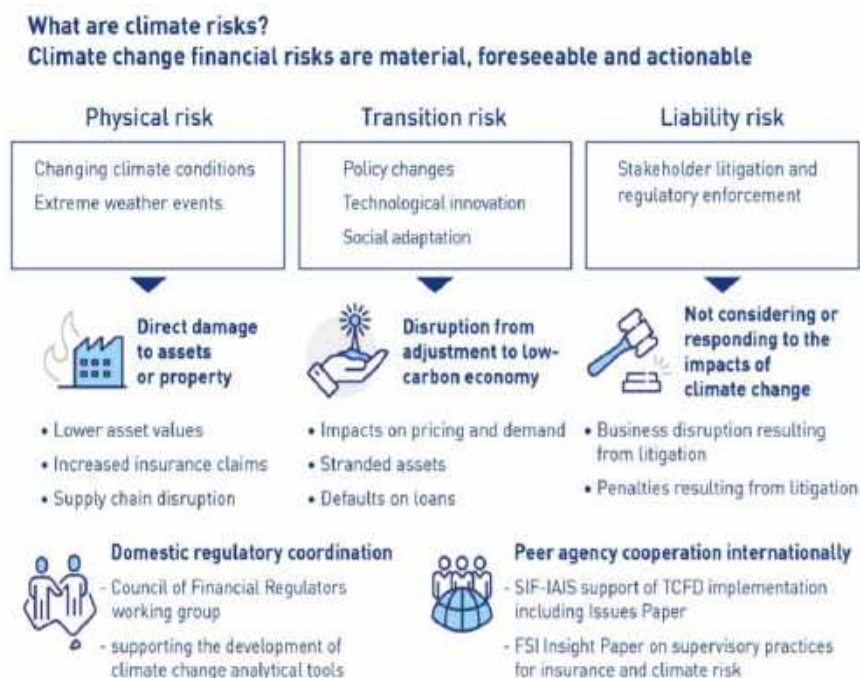 What are climate risks?
Climate change financial risks are material, foreseeable and actionable
Physical risk
Changing climate conditions
Extreme weather events.
Direct damage
to assets
or property
• Lower asset values
• Increased insurance claims
• Supply chain disruption
Transition risk
Policy changes
Technological innovation
Social adaptation
Disruption from
adjustment to low-
carbon economy
• Impacts on pricing and demand
• Stranded assets
• Defaults on loans
Liability risk
Stakeholder litigation and
regulatory enforcement
Not considering or
responding to the
impacts of
climate change
• Business disruption resulting
from litigation
• Penalties resulting from litigation
Domestic regulatory coordination
- Council of Financial Regulators
working group
- supporting the development of
climate change analytical tools
Peer agency cooperation internationally
- SIF-IAIS support of TCFD implementation
including Issues Paper
- FSI Insight Paper on supervisory practices
for insurance and climate risk